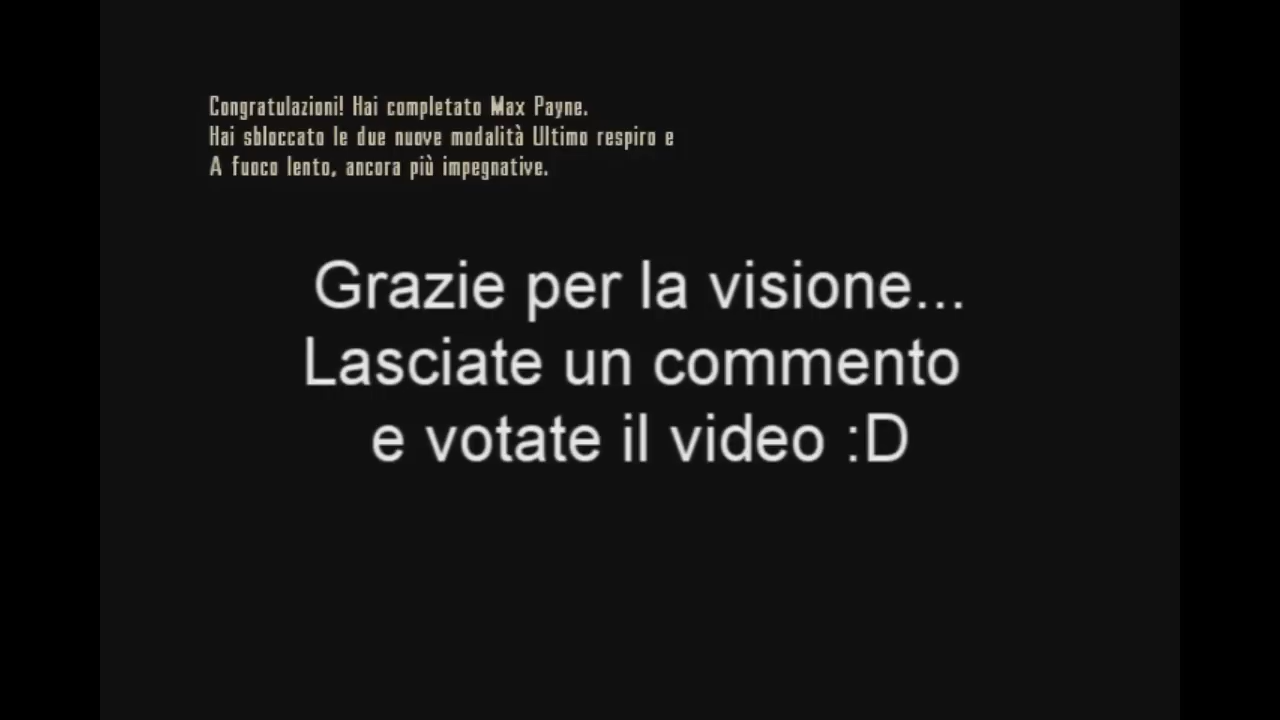 Congratulazioni! Hai completato Max Payne.
Hai sbloccato le due nuove modalità Ultimo respiro e
A fuoco lento, ancora più impegnative.
Grazie per la visione...
Lasciate un commento
e votate il video :D